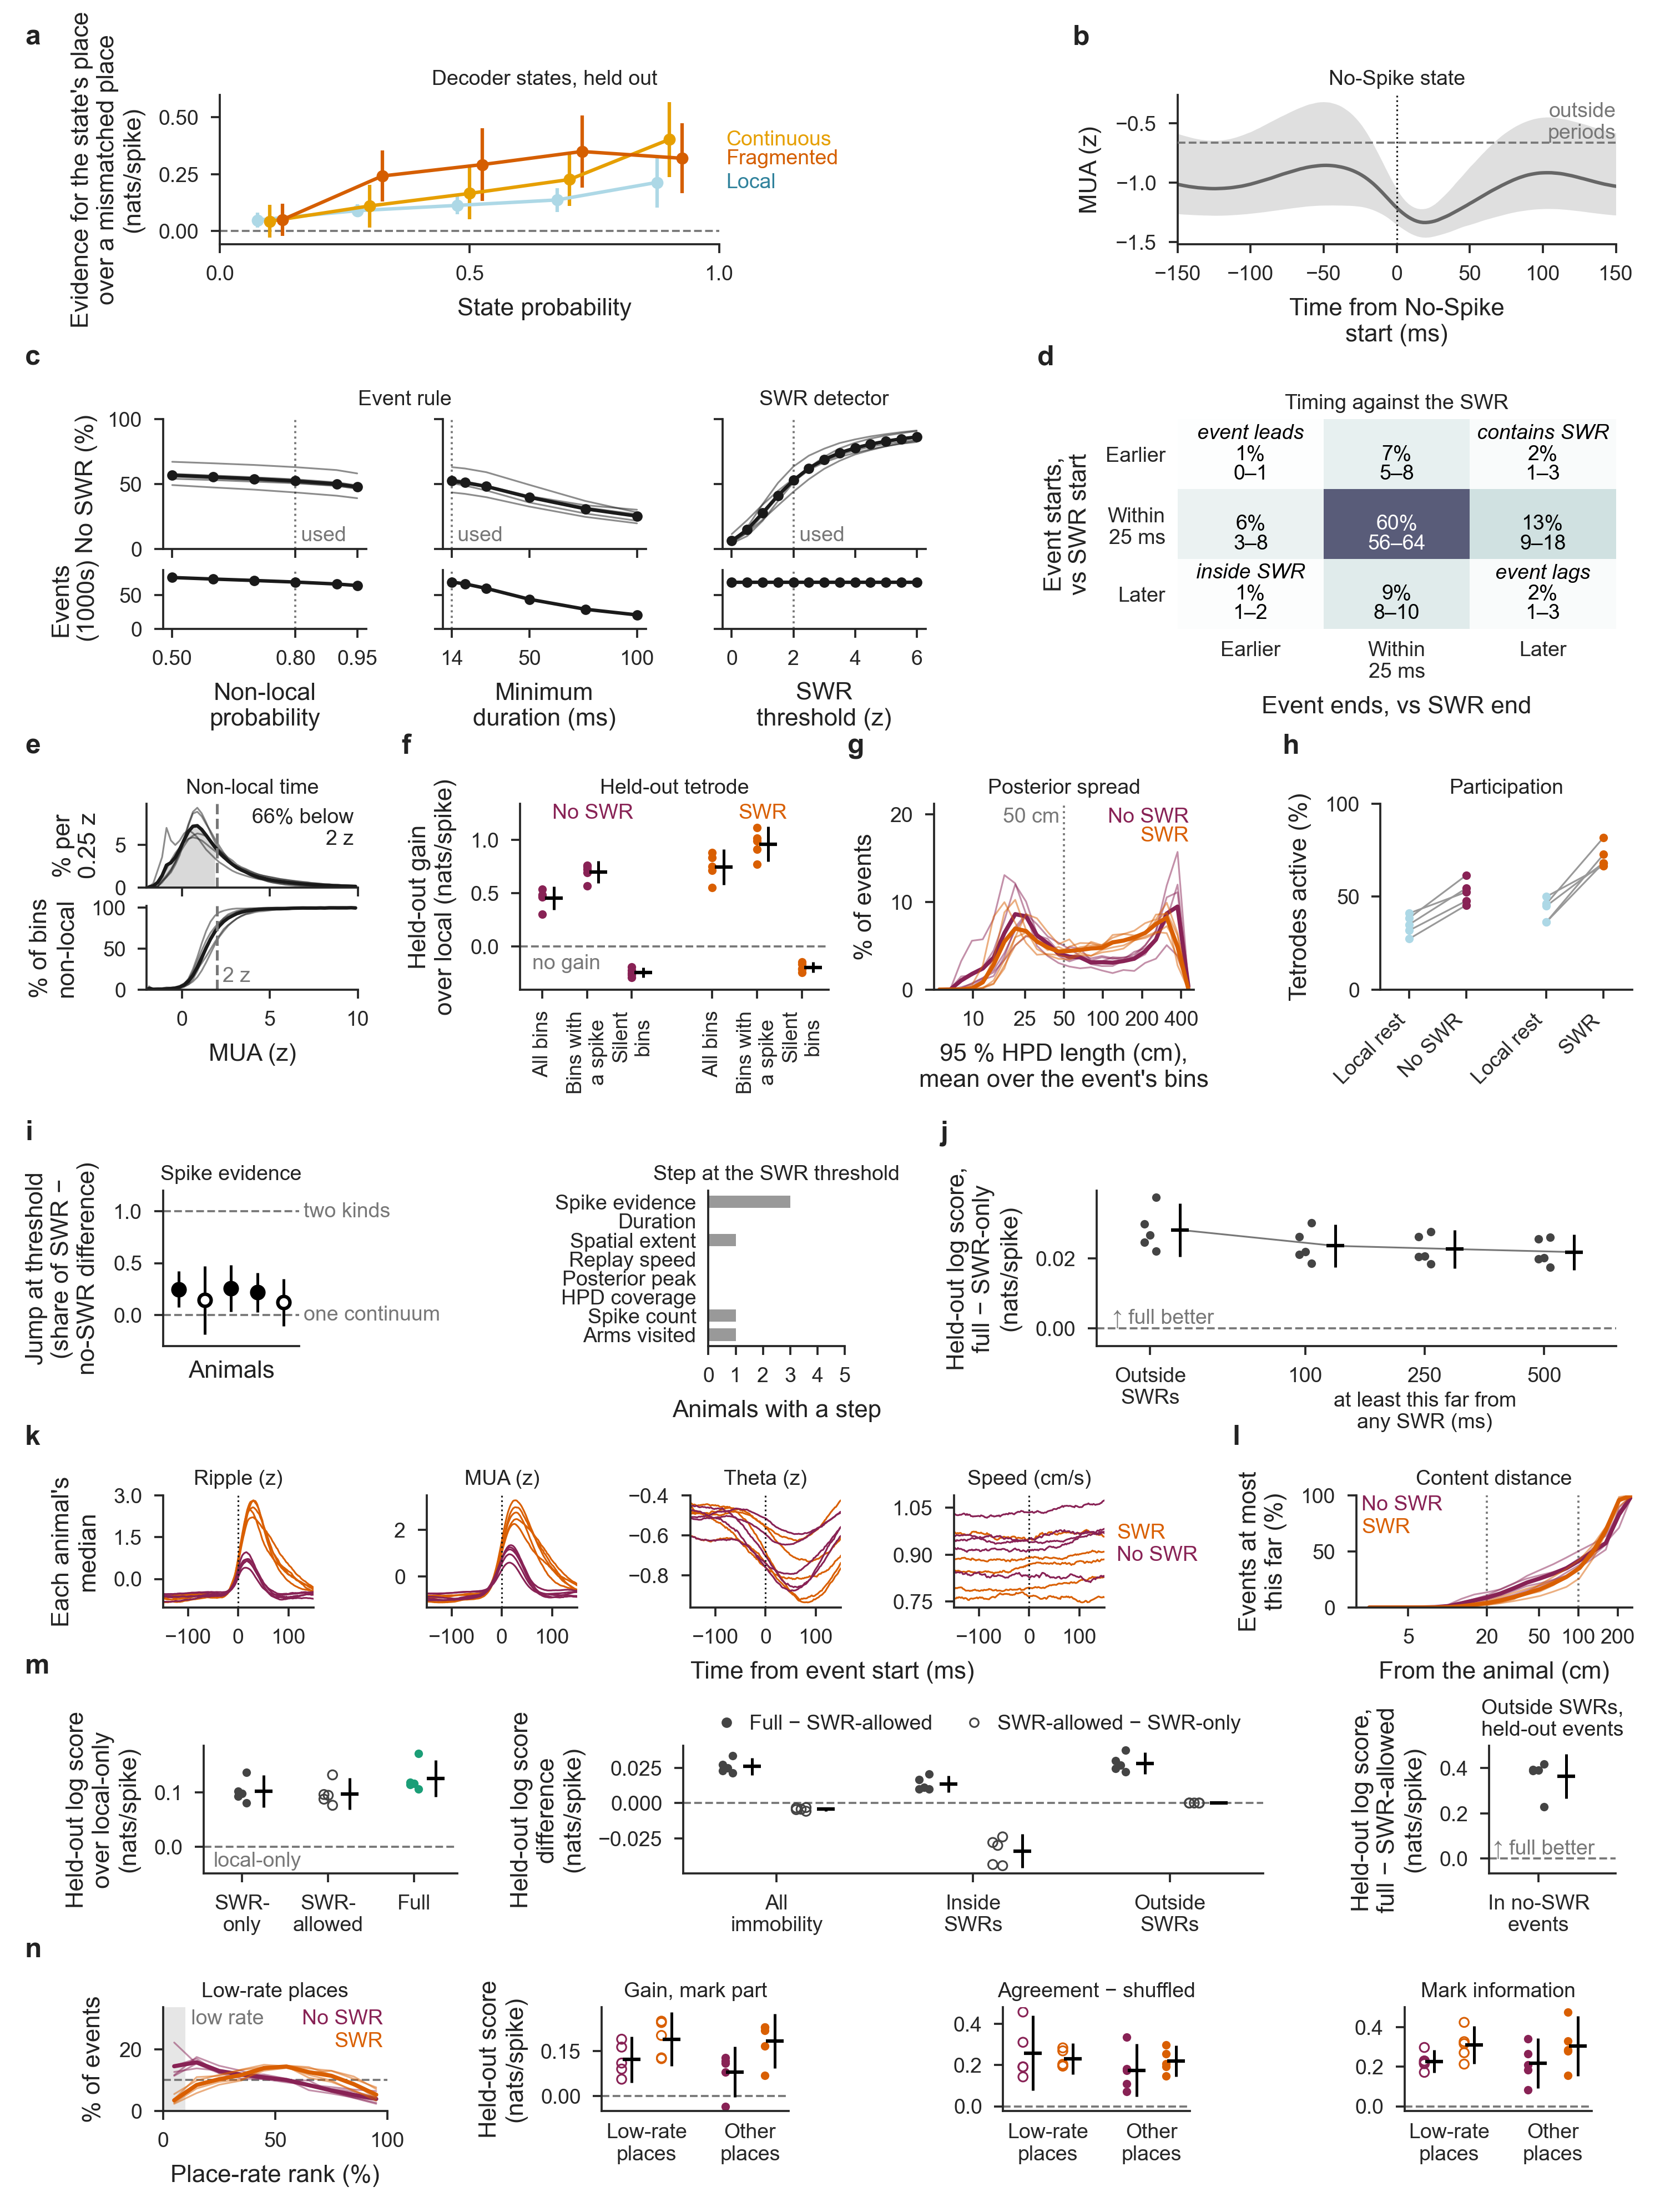 a
Decoder states, held out
Evidence for the state's place
over a mismatched place
(nats/spike)
0.50
0.25
0.00
Continuous
Fragmented
Local
0.0
0.5
1.0
State probability
b
No-Spike state
outside
periods
MUA (z)
−0.5
−1.0
−1.5
−150
−100
−50
0
50
100
150
Time from No-Spike
start (ms)
c
Event rule
SWR detector
No SWR (%)
100
50
0
used
used
used
Events
(1000s)
50
0
0.50
0.80
0.95
14
50
100
0
2
4
6
Non-local
probability
Minimum
duration (ms)
SWR
threshold (z)
d
Timing against the SWR
Event starts,
vs SWR start
Earlier
event leads
1%
0–1
7%
5–8
contains SWR
2%
1–3
Within
25 ms
6%
3–8
60%
56–64
13%
9–18
Later
inside SWR
1%
1–2
9%
8–10
event lags
2%
1–3
Earlier
Within
25 ms
Later
Event ends, vs SWR end
e
Non-local time
% per
0.25 z
5
0
66% below
2 z
% of bins
non-local
100
50
0
2 z
0
5
10
MUA (z)
f
Held-out tetrode
No SWR
SWR
Held-out gain
over local (nats/spike)
1.0
0.5
0.0
no gain
All bins
Bins with
a spike
Silent
bins
All bins
Bins with
a spike
Silent
bins
g
Posterior spread
50 cm
No SWR
SWR
% of events
20
10
0
10
25
50
100
200
400
95 % HPD length (cm),
mean over the event's bins
h
Participation
Tetrodes active (%)
100
50
0
Local rest
No SWR
Local rest
SWR
i
Spike evidence
Jump at threshold
(share of SWR −
no-SWR difference)
1.0
0.5
0.0
two kinds
one continuum
Animals
Step at the SWR threshold
Spike evidence
Duration
Spatial extent
Replay speed
Posterior peak
HPD coverage
Spike count
Arms visited
0
1
2
3
4
5
Animals with a step
j
Held-out log score,
full − SWR-only
(nats/spike)
0.02
0.00
↑ full better
Outside
SWRs
100
250
500
at least this far from
any SWR (ms)
k
Each animal's
median
Ripple (z)
3.0
1.5
0.0
−100
0
100
MUA (z)
2
0
−100
0
100
Theta (z)
−0.4
−0.6
−0.8
−100
0
100
Speed (cm/s)
1.05
0.90
0.75
SWR
No SWR
−100
0
100
Time from event start (ms)
l
Content distance
Events at most
this far (%)
100
50
0
No SWR
SWR
5
20
50
100
200
From the animal (cm)
m
Held-out log score
over local-only
(nats/spike)
0.1
0.0
local-only
SWR-
only
SWR-
allowed
Full
Full − SWR-allowed
SWR-allowed − SWR-only
Held-out log score
difference
(nats/spike)
0.025
0.000
−0.025
All
immobility
Inside
SWRs
Outside
SWRs
Outside SWRs,
held-out events
Held-out log score,
full − SWR-allowed
(nats/spike)
0.4
0.2
0.0
↑ full better
In no-SWR
events
n
Low-rate places
% of events
20
0
low rate
No SWR
SWR
0
50
100
Place-rate rank (%)
Held-out score
(nats/spike)
Gain, mark part
0.15
0.00
Low-rate
places
Other
places
Agreement − shuffled
0.4
0.2
0.0
Low-rate
places
Other
places
Mark information
0.4
0.2
0.0
Low-rate
places
Other
places